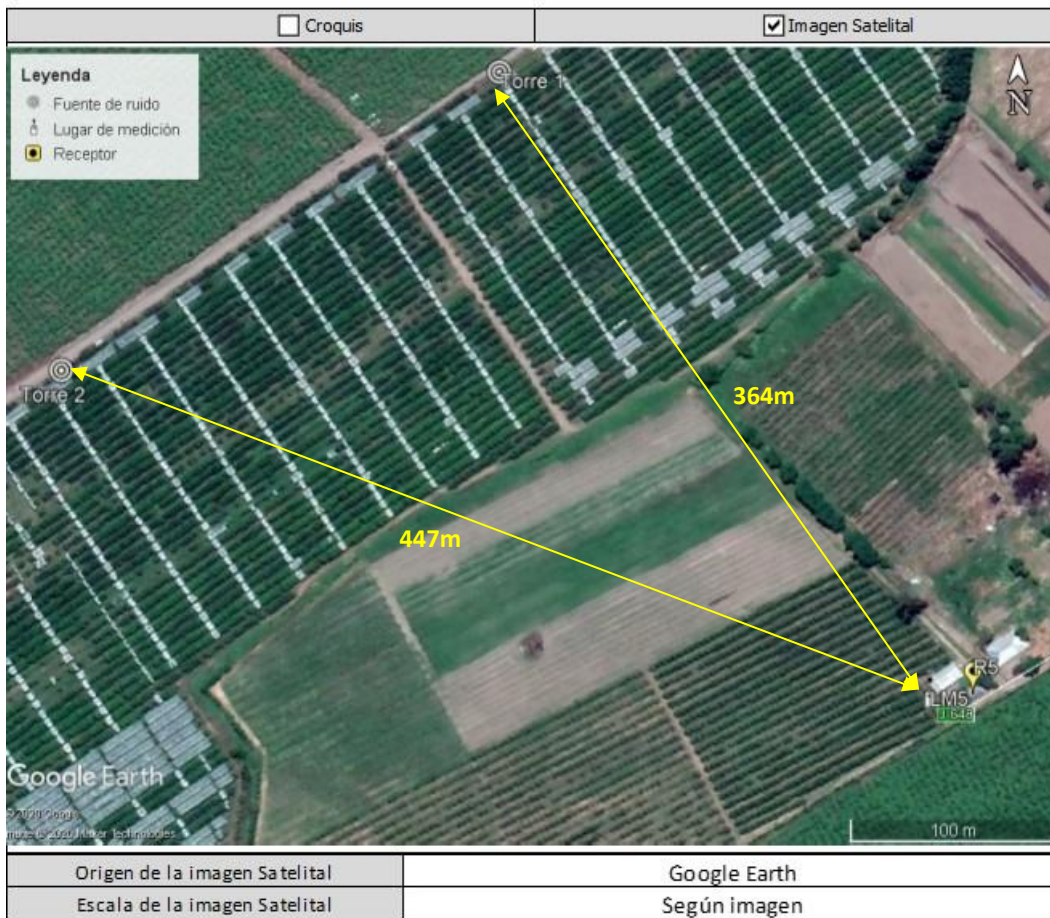 Croquis
Imagen Satelital
Leyenda
Fuente de ruido
Lugar de medición
Receptor
Torre 1
N
Torre 2
364m
447m
R5
LM5
Google Earth
100 m
Origen de la imagen Satelital Google Earth
Escala de la imagen Satelital Según imagen